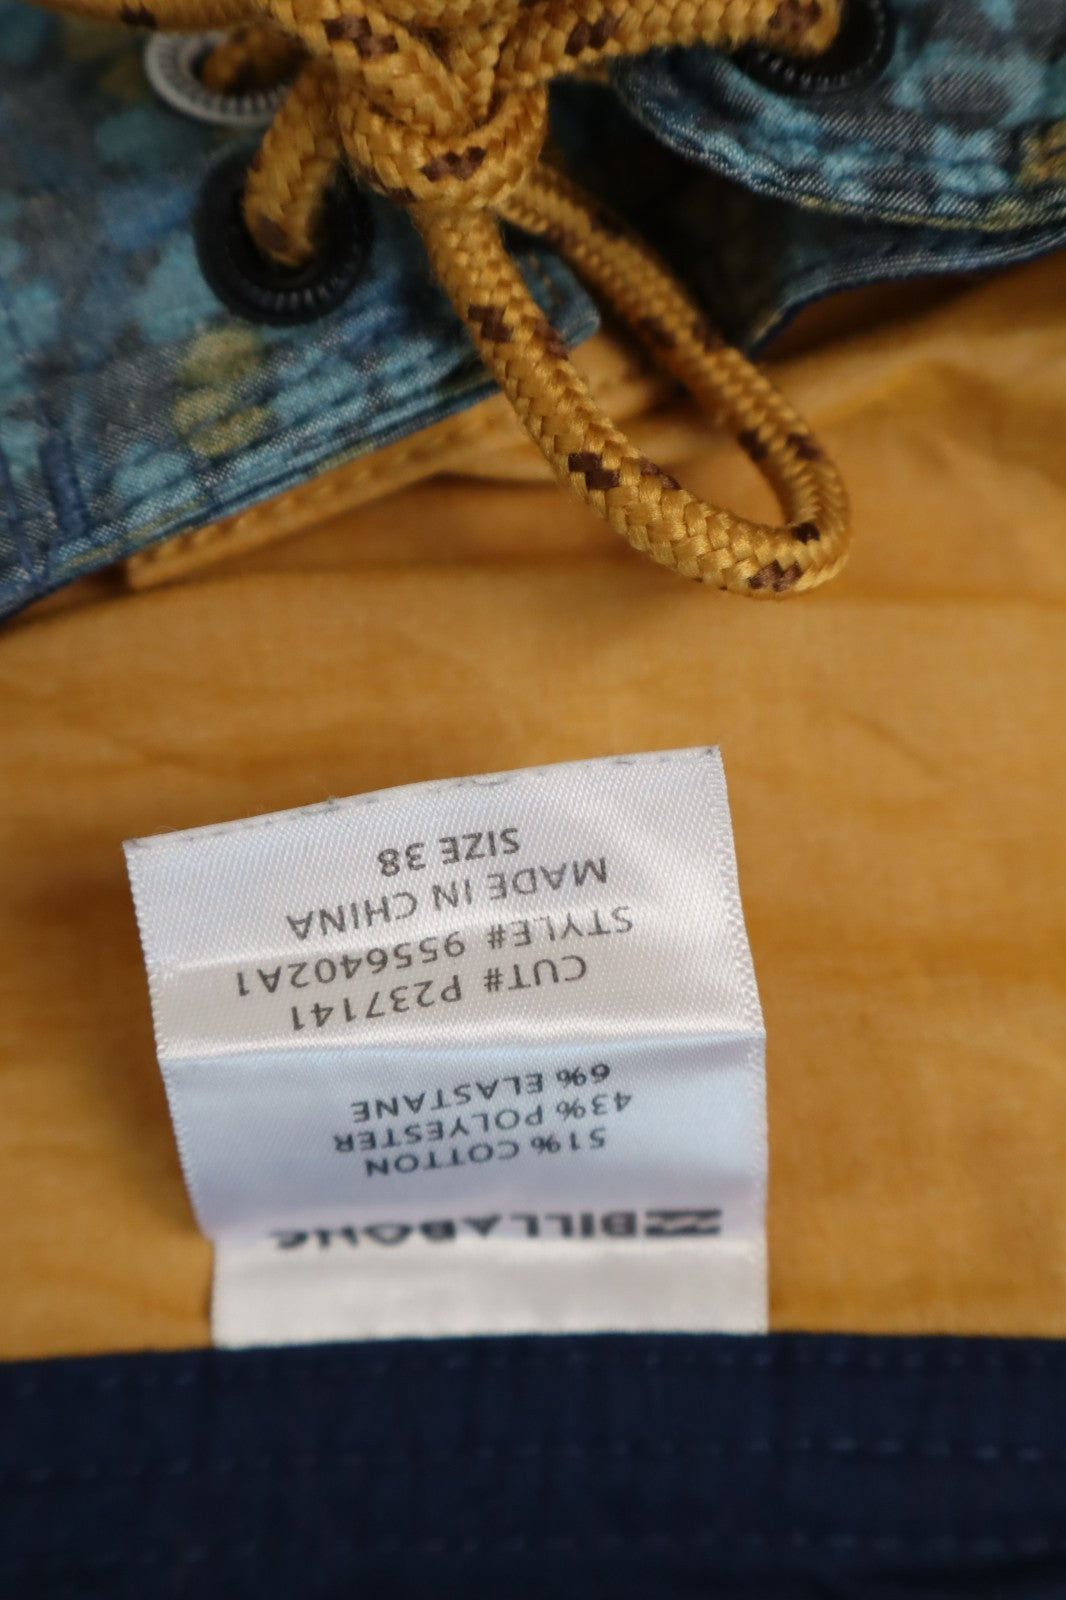 BILLABONG
51% COTTON
43% POLYESTER
6% ELASTANE
CUT# P237141
STYLE# 9556402A1
MADE IN CHINA
SIZE 38